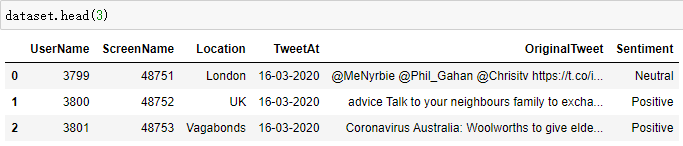 dataset.head(3)
UserName ScreenName Location TweetAt OriginalTweet Sentiment
0 3799 48751 London 16-03-2020 @MeNyrbie @Phil_Gahan @Chrisitv https://t.co/i... Neutral
1 3800 48752 UK 16-03-2020 advice Talk to your neighbours family to excha... Positive
2 3801 48753 Vagabonds 16-03-2020 Coronavirus Australia: Woolworths to give elde... Positive